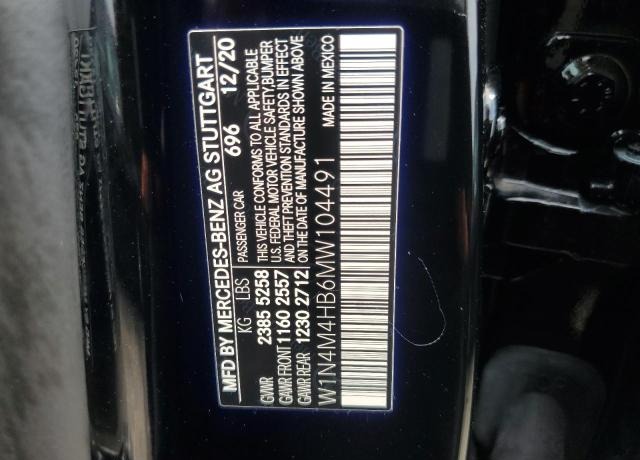 MFD BY MERCEDES-BENZ AG STUTTGART
KG LBS 696 12/20
GVWR 2385 5258
GAWR FRONT 1160 2557
GAWR REAR 1230 2712
PASSENGER CAR
THIS VEHICLE CONFORMS TO ALL APPLICABLE
U.S. FEDERAL MOTOR VEHICLE SAFETY, BUMPER
AND THEFT PREVENTION STANDARDS IN EFFECT
ON THE DATE OF MANUFACTURE SHOWN ABOVE
MADE IN MEXICO
W1N4M4HB6MW104491